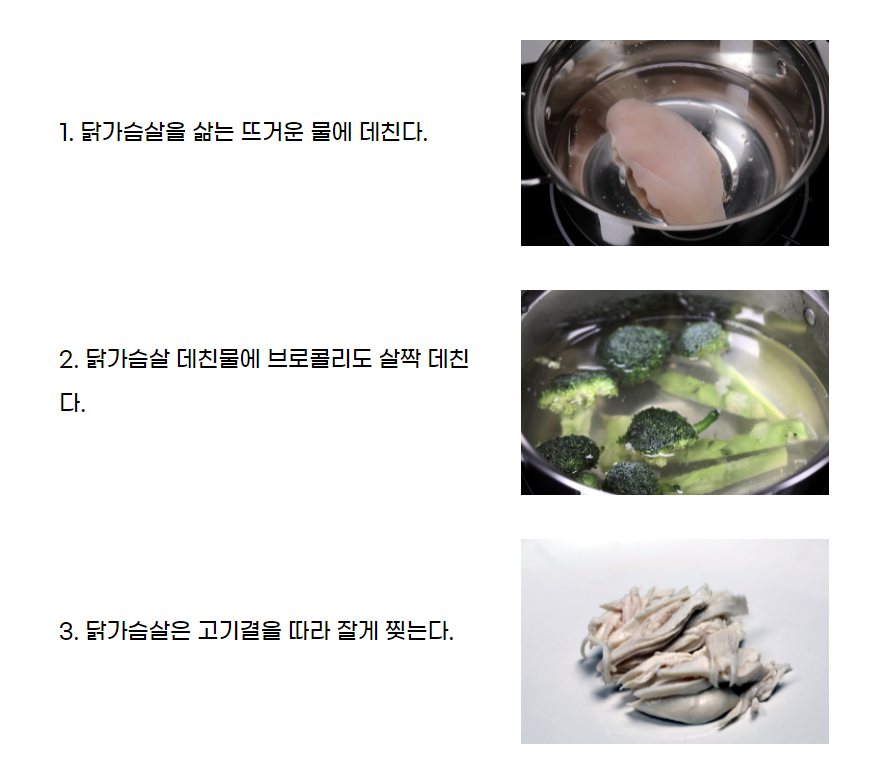 1. 닭가슴살을 삶는 뜨거운 물에 데친다.
2. 닭가슴살 데친물에 브로콜리도 살짝 데친
다.
3. 닭가슴살은 고기결을 따라 잘게 찢는다.